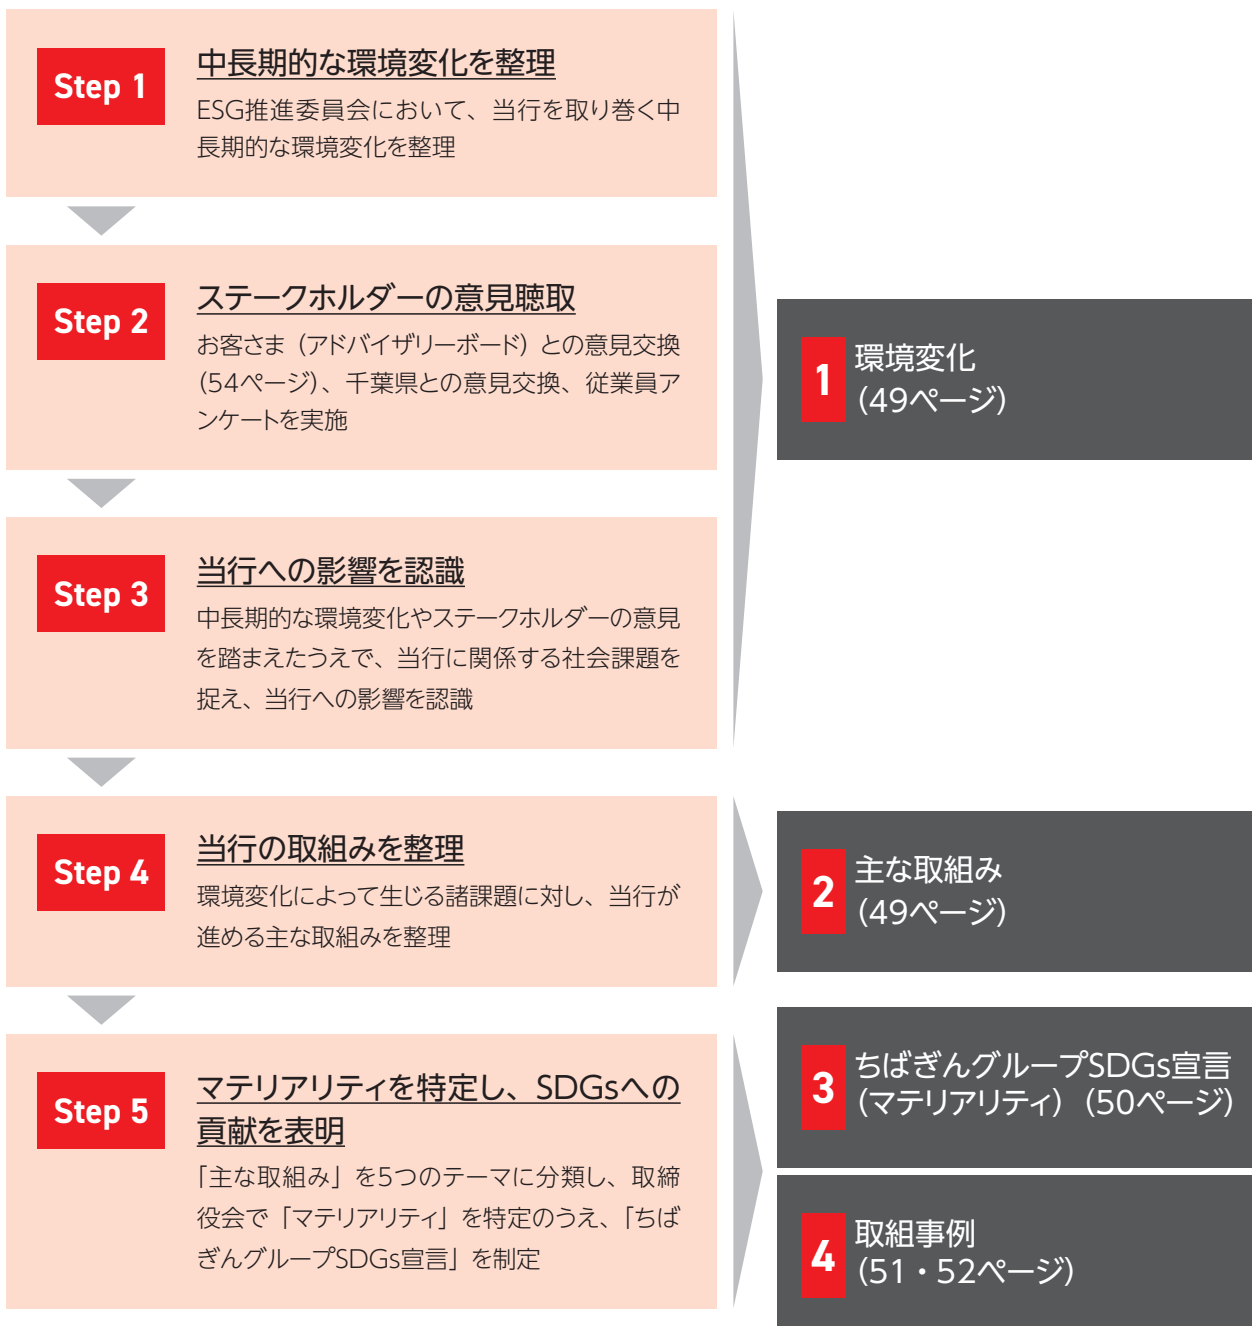 Step 1
中長期的な環境変化を整理
ESG推進委員会において、当行を取り巻く中
長期的な環境変化を整理
Step 2
ステークホルダーの意見聴取
お客さま（アドバイザリーボード）との意見交換
(54ページ)、千葉県との意見交換、従業員ア
ンケートを実施
Step 3
当行への影響を認識
中長期的な環境変化やステークホルダーの意見
を踏まえたうえで、当行に関係する社会課題を
捉え、当行への影響を認識
1
環境変化
(49ページ)
Step 4
当行の取組みを整理
環境変化によって生じる諸課題に対し、当行が
進める主な取組みを整理
2
主な取組み
(49ページ)
Step 5
マテリアリティを特定し、SDGsへの
貢献を表明
「主な取組み」を5つのテーマに分類し、取締
役会で「マテリアリティ」を特定のうえ、「ちば
ぎんグループSDGs宣言」を制定
3
ちばぎんグループSDGs宣言
(マテリアリティ)（50ページ）
4
取組事例
(51・52ページ)